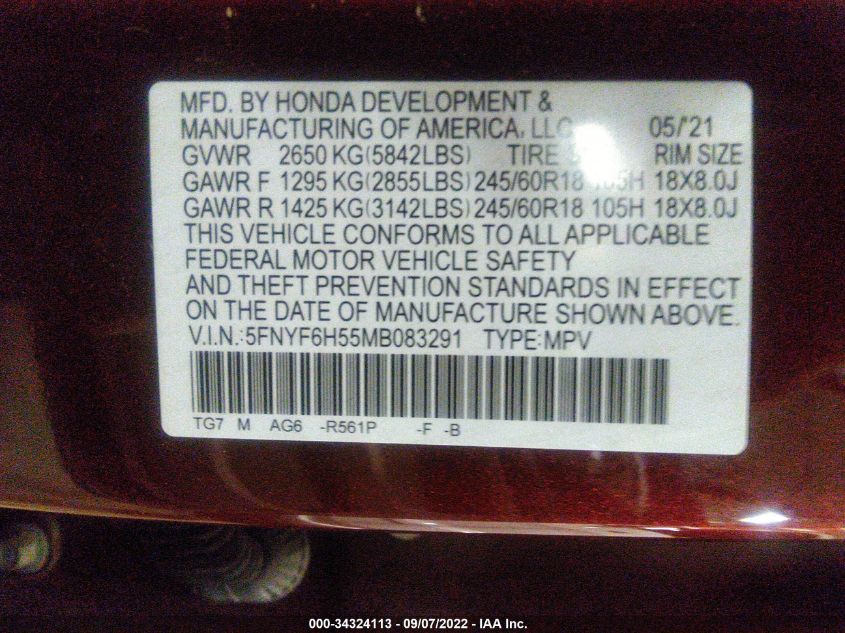 MFD. BY HONDA DEVELOPMENT &
MANUFACTURING OF AMERICA, LLC 05/'21
GVWR 2650 KG(5842LBS) TIRE RIM SIZE
GAWR F 1295 KG(2855LBS) 245/60R18 105H 18X8.0J
GAWR R 1425 KG(3142LBS) 245/60R18 105H 18X8.0J
THIS VEHICLE CONFORMS TO ALL APPLICABLE
FEDERAL MOTOR VEHICLE SAFETY
AND THEFT PREVENTION STANDARDS IN EFFECT
ON THE DATE OF MANUFACTURE SHOWN ABOVE.
V.I.N.:5FNYF6H55MB083291 TYPE:MPV
TG7 M AG6 -R561P -F -B
000-34324113 - 09/07/2022 - IAA Inc.